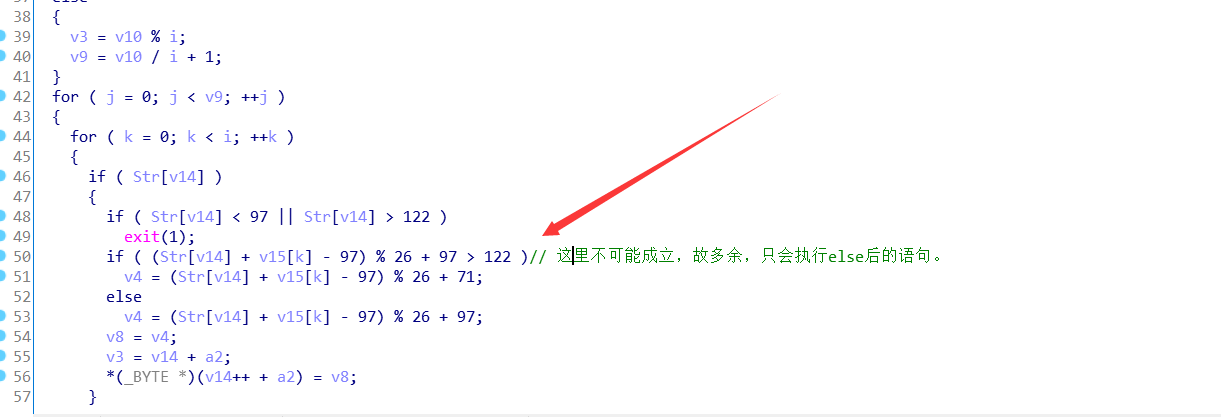 37 else
38 {
39 v3 = v10 % i;
40 v9 = v10 / i + 1;
41 }
42 for ( j = 0; j < v9; ++j )
43 {
44 for ( k = 0; k < i; ++k )
45 {
46 if ( Str[v14] )
47 {
48 if ( Str[v14] < 97 || Str[v14] > 122 )
49 exit(1);
50 if ( (Str[v14] + v15[k] - 97) % 26 + 97 > 122 )// 这里不可能成立，故多余，只会执行else后的语句。
51 v4 = (Str[v14] + v15[k] - 97) % 26 + 71;
52 else
53 v4 = (Str[v14] + v15[k] - 97) % 26 + 97;
54 v8 = v4;
55 v3 = v14 + a2;
56 *(_BYTE *)(v14++ + a2) = v8;
57 }